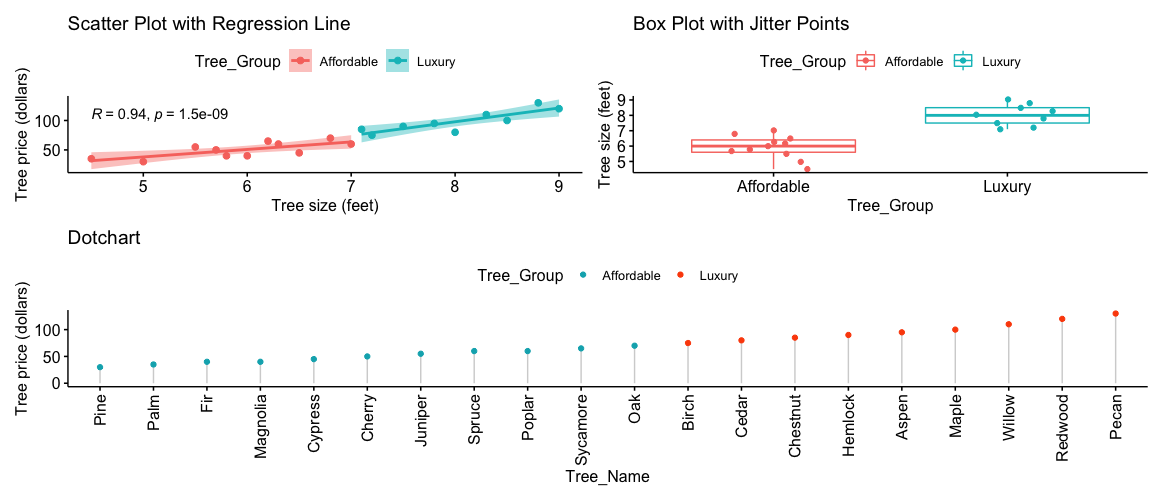 Scatter Plot with Regression Line
Tree_Group Affordable Luxury
R = 0.94, p = 1.5e-09
Tree price (dollars)
100
50
5 6 7 8 9
Tree size (feet)
Box Plot with Jitter Points
Tree_Group Affordable Luxury
Tree size (feet)
9
8
7
6
5
Affordable Luxury
Tree_Group
Dotchart
Tree_Group Affordable Luxury
Tree price (dollars)
100
50
0
Pine
Palm
Fir
Magnolia
Cypress
Cherry
Juniper
Spruce
Poplar
Sycamore
Oak
Birch
Cedar
Chestnut
Hemlock
Aspen
Maple
Willow
Redwood
Pecan
Tree_Name